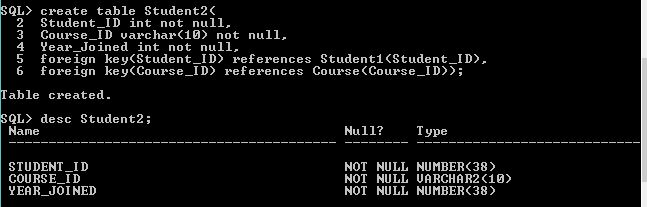 SQL> create table Student2(
  2  Student_ID int not null,
  3  Course_ID varchar(10) not null,
  4  Year_Joined int not null,
  5  foreign key(Student_ID) references Student1(Student_ID),
  6  foreign key(Course_ID) references Course(Course_ID));
Table created.
SQL> desc Student2;
 Name                                      Null?    Type
 ----------------------------------------- -------- ----------------------------
 STUDENT_ID                                NOT NULL NUMBER(38)
 COURSE_ID                                 NOT NULL VARCHAR2(10)
 YEAR_JOINED                               NOT NULL NUMBER(38)